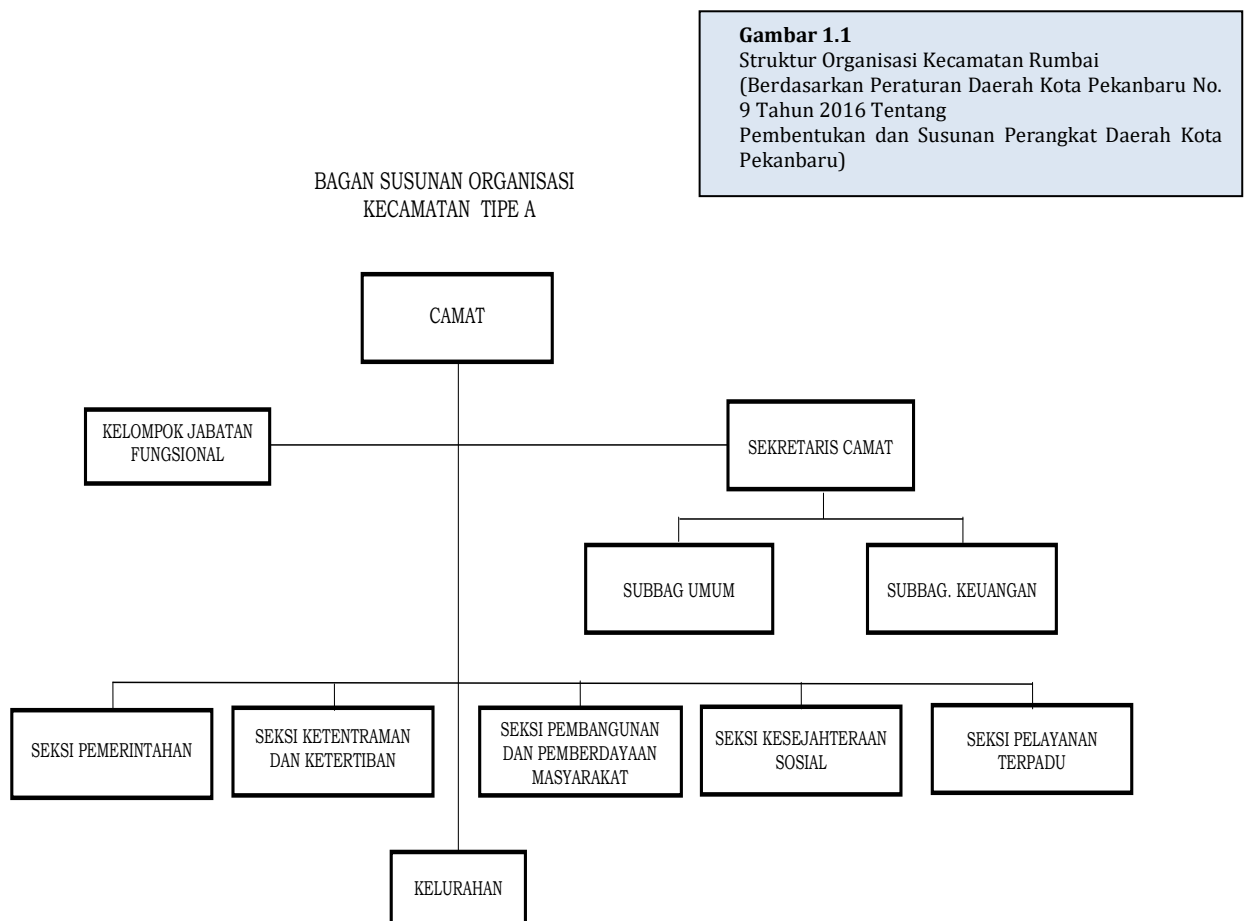 Gambar 1.1
Struktur Organisasi Kecamatan Rumbai
(Berdasarkan Peraturan Daerah Kota Pekanbaru No.
9 Tahun 2016 Tentang
Pembentukan dan Susunan Perangkat Daerah Kota
Pekanbaru)
BAGAN SUSUNAN ORGANISASI
KECAMATAN TIPE A
CAMAT
KELOMPOK JABATAN
FUNGSIONAL
SEKRETARIS CAMAT
SUBBAG UMUM
SUBBAG. KEUANGAN
SEKSI PEMERINTAHAN
SEKSI KETENTRAMAN
DAN KETERTIBAN
SEKSI PEMBANGUNAN
DAN PEMBERDAYAAN
MASYARAKAT
SEKSI KESEJAHTERAAN
SOSIAL
SEKSI PELAYANAN
TERPADU
KELURAHAN